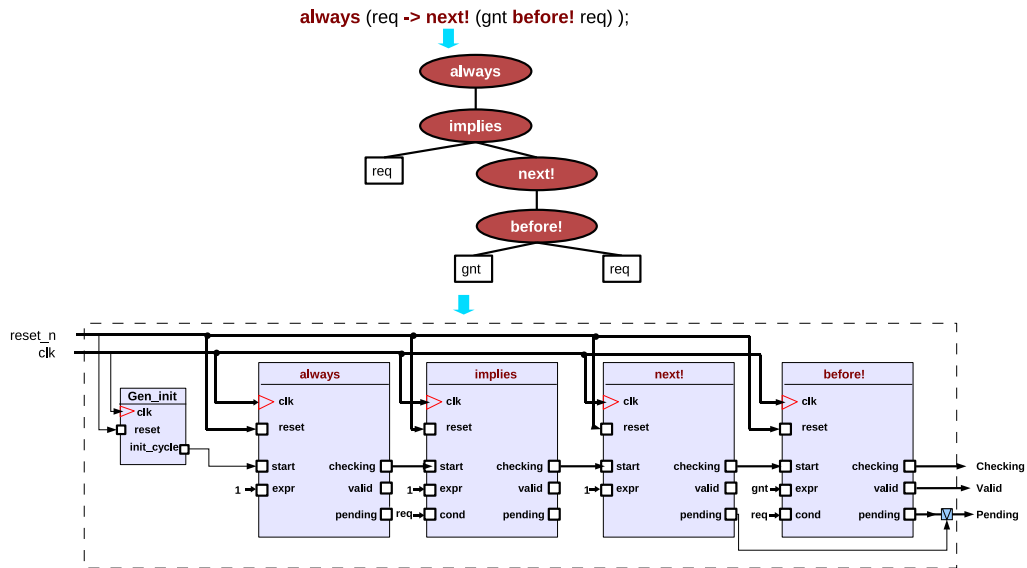 always (req -> next! (gnt before! req) );
always
implies
req
next!
before!
gnt
req
reset_n
clk
always
implies
next!
before!
Gen_init
clk
clk
clk
clk
clk
reset
reset
reset
reset
reset
init_cycle
start
checking
start
checking
start
checking
start
checking
Checking
1
expr
valid
1
expr
valid
1
expr
valid
gnt
expr
valid
Valid
pending
req
cond
pending
pending
req
cond
pending
V
Pending